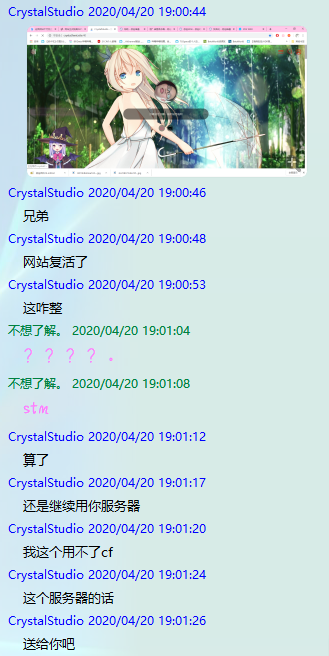 CrystalStudio 2020/04/20 19:00:44
CrystalStudio 2020/04/20 19:00:46
兄弟
CrystalStudio 2020/04/20 19:00:48
网站复活了
CrystalStudio 2020/04/20 19:00:53
这咋整
不想了解。 2020/04/20 19:01:04
？？？？。
不想了解。 2020/04/20 19:01:08
stm
CrystalStudio 2020/04/20 19:01:12
算了
CrystalStudio 2020/04/20 19:01:17
还是继续用你服务器
CrystalStudio 2020/04/20 19:01:20
我这个用不了cf
CrystalStudio 2020/04/20 19:01:24
这个服务器的话
CrystalStudio 2020/04/20 19:01:26
送给你吧